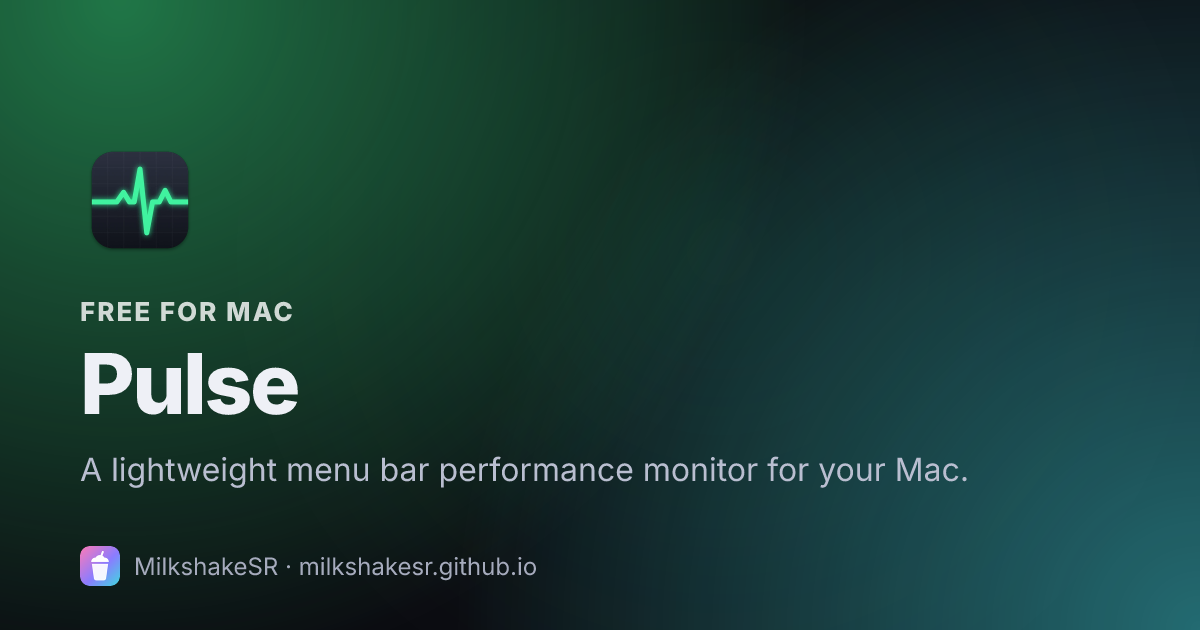 FREE FOR MAC
Pulse
A lightweight menu bar performance monitor for your Mac.
MilkshakeSR · milkshakesr.github.io